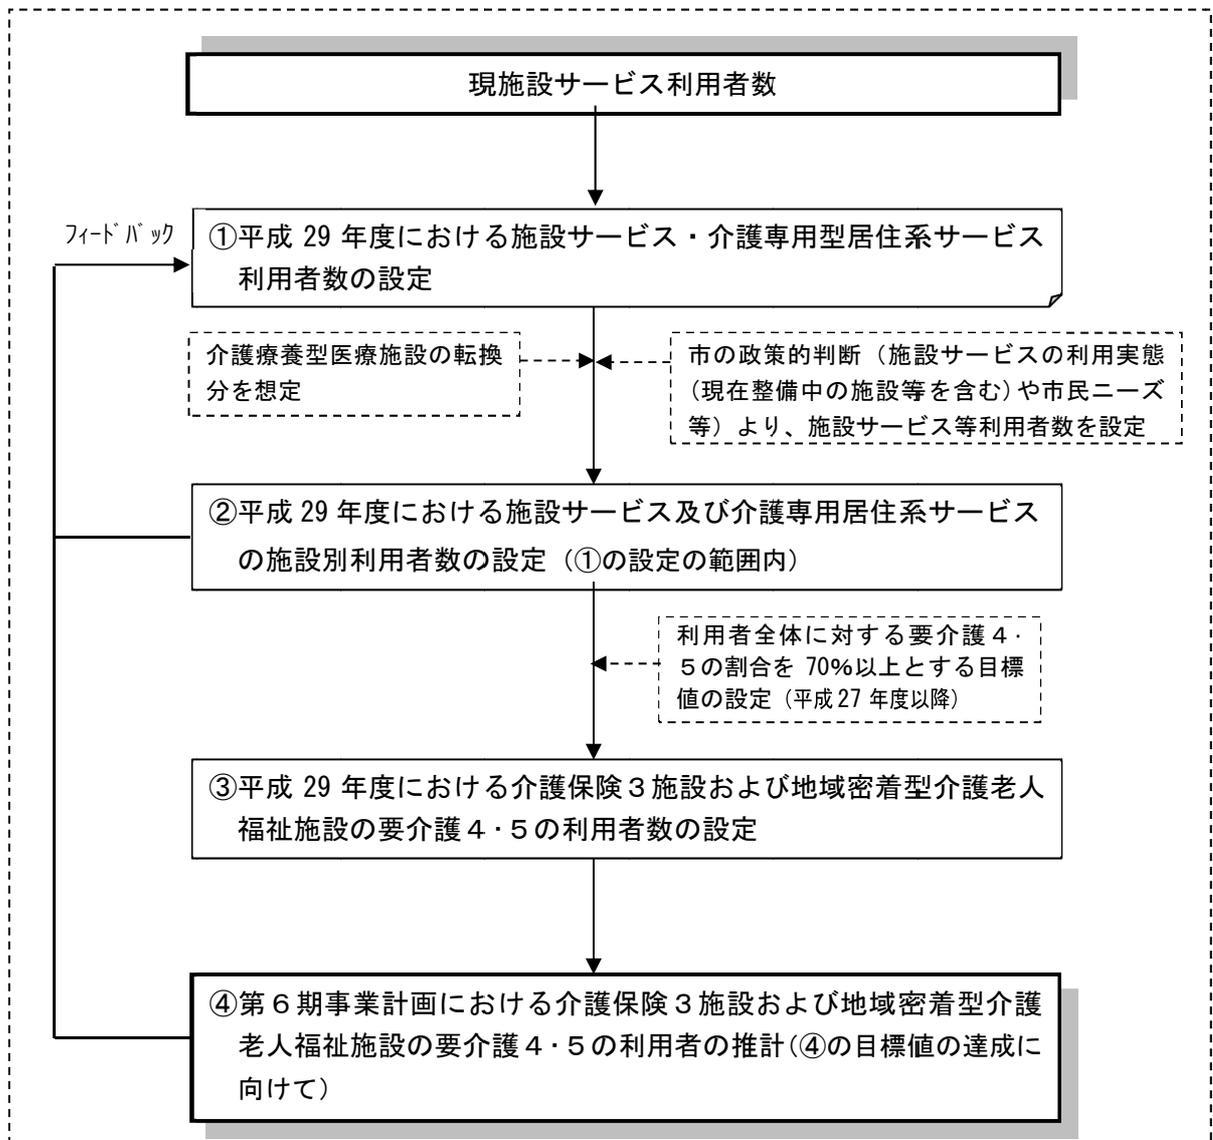 現施設サービス利用者数
フィードバック
①平成 29 年度における施設サービス・介護専用型居住系サービス
利用者数の設定
介護療養型医療施設の転換
分を想定
市の政策的判断（施設サービスの利用実態
(現在整備中の施設等を含む)や市民ニーズ
等）より、施設サービス等利用者数を設定
②平成 29 年度における施設サービス及び介護専用居住系サービス
の施設別利用者数の設定（①の設定の範囲内）
利用者全体に対する要介護４・
５の割合を 70%以上とする目標
値の設定（平成 27 年度以降）
③平成 29 年度における介護保険３施設および地域密着型介護老人
福祉施設の要介護４・５の利用者数の設定
④第６期事業計画における介護保険３施設および地域密着型介護
老人福祉施設の要介護４・５の利用者の推計(④の目標値の達成に
向けて)